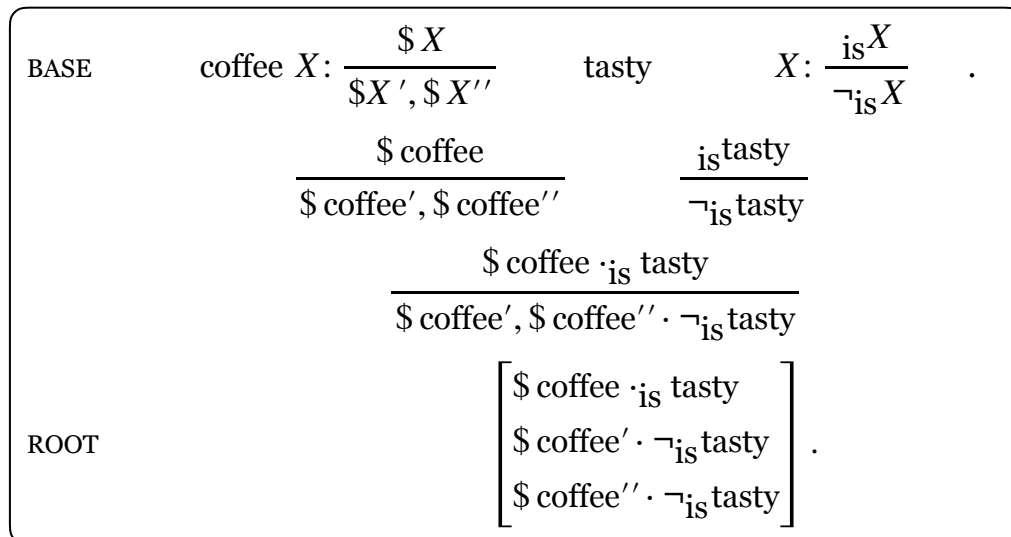 BASE coffee X: $ X tasty X: isX .
$X ′, $ X′′ ¬isX
$ coffee istasty
$ coffee′, $ coffee′′ ¬istasty
$ coffee ·is tasty
$ coffee′, $ coffee′′ · ¬istasty
$ coffee ·is tasty
ROOT $ coffee′ · ¬istasty .
$ coffee′′ · ¬istasty